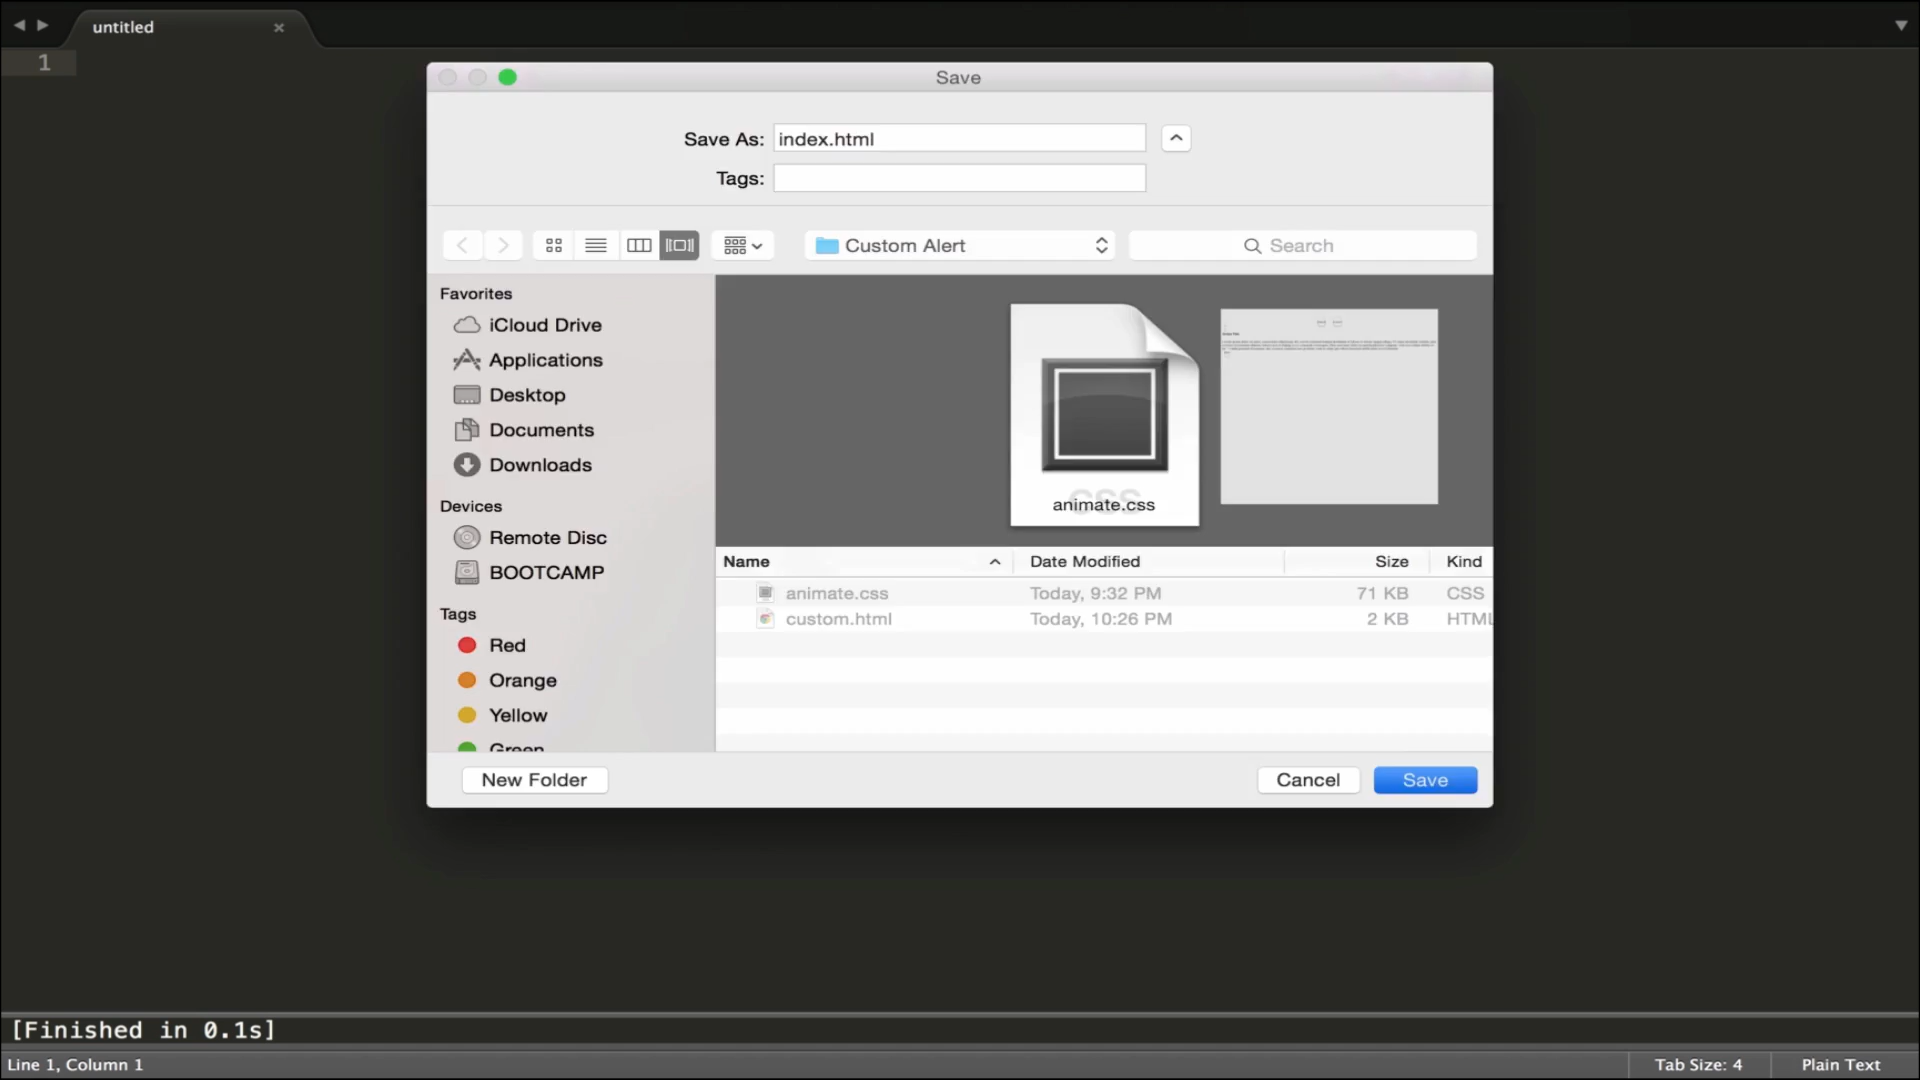 untitled
1
Save
Save As: index.html
Tags:
Custom Alert
Search
Favorites
iCloud Drive
Applications
Desktop
Documents
Downloads
Devices
Remote Disc
BOOTCAMP
Tags
Red
Orange
Yellow
Green
CSS
animate.css
Name Date Modified Size Kind
animate.css Today, 9:32 PM 71 KB CSS
custom.html Today, 10:26 PM 2 KB HTML
New Folder Cancel Save
[Finished in 0.1s]
Line 1, Column 1 Tab Size: 4 Plain Text